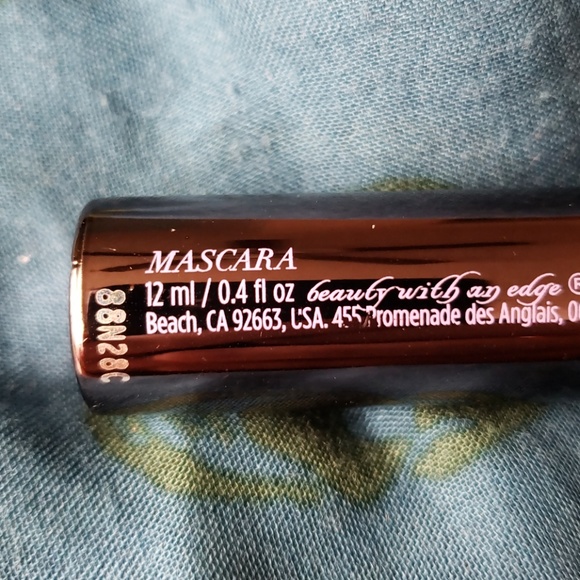 MASCARA
12 ml / 0.4 fl oz beauty with an edge ®
Beach, CA 92663, USA. 455 Promenade des Anglais, 0
88N28C